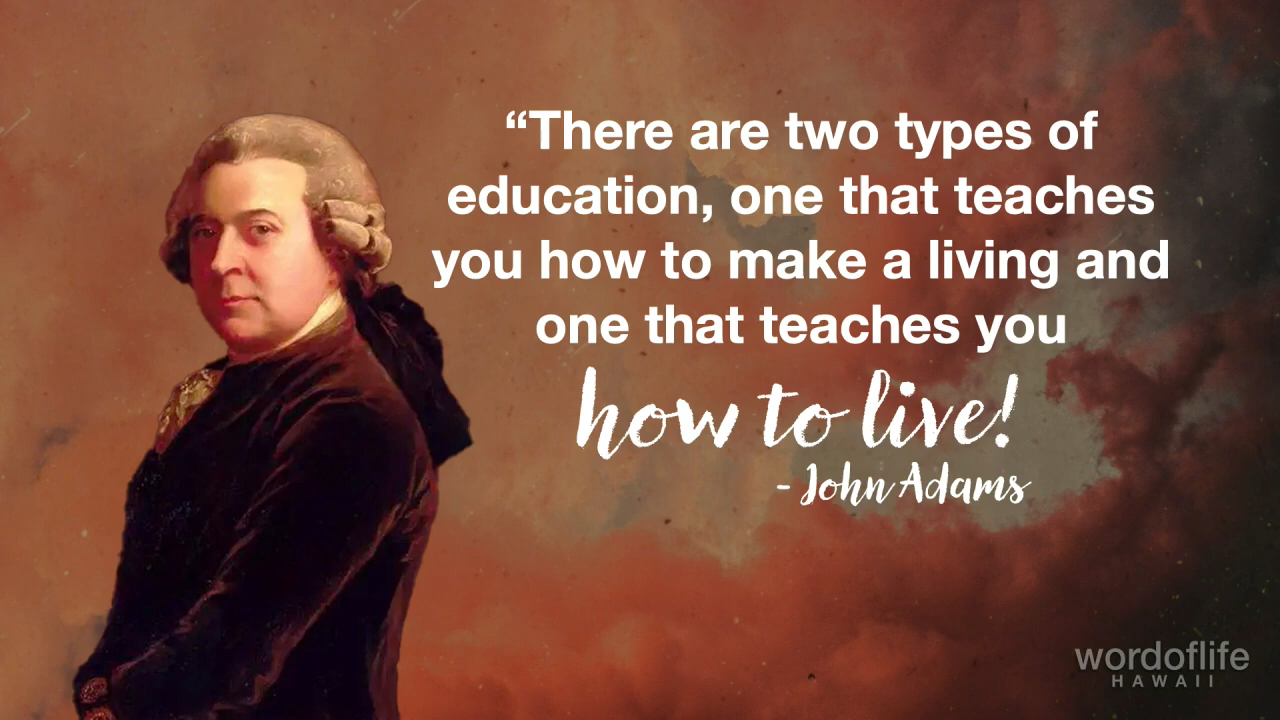 “There are two types of
education, one that teaches
you how to make a living and
one that teaches you
how to live!
- John Adams
wordoflife
HAWAII